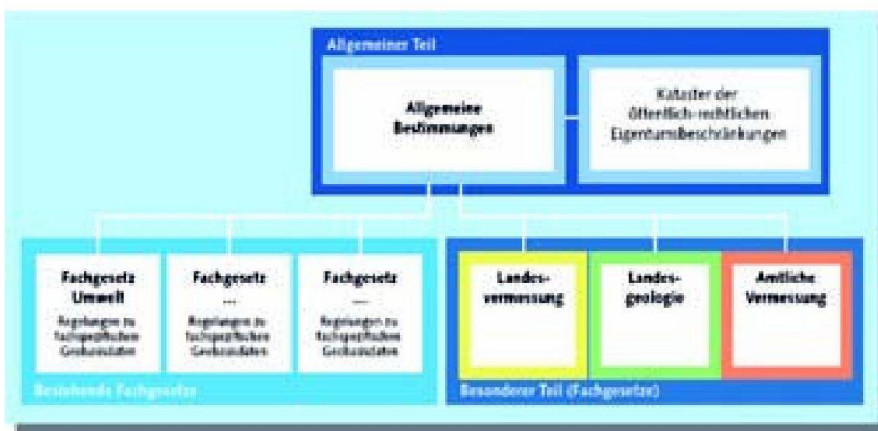 Allgemeiner Teil
Allgemeine
Bestimmungen
Kataster der
öffentlich-rechtlichen
Eigentumsbeschränkungen
Fachgesetz
Umwelt
Regelungen zu
fachspezifischen
Geobasisdaten
Fachgesetz
...
Regelungen zu
fachspezifischen
Geobasisdaten
Fachgesetz
...
Regelungen zu
fachspezifischen
Geobasisdaten
Bestehende Fachgesetze
Landes-
vermessung
Landes-
geologie
Amtliche
Vermessung
Besonderer Teil (Fachgesetze)